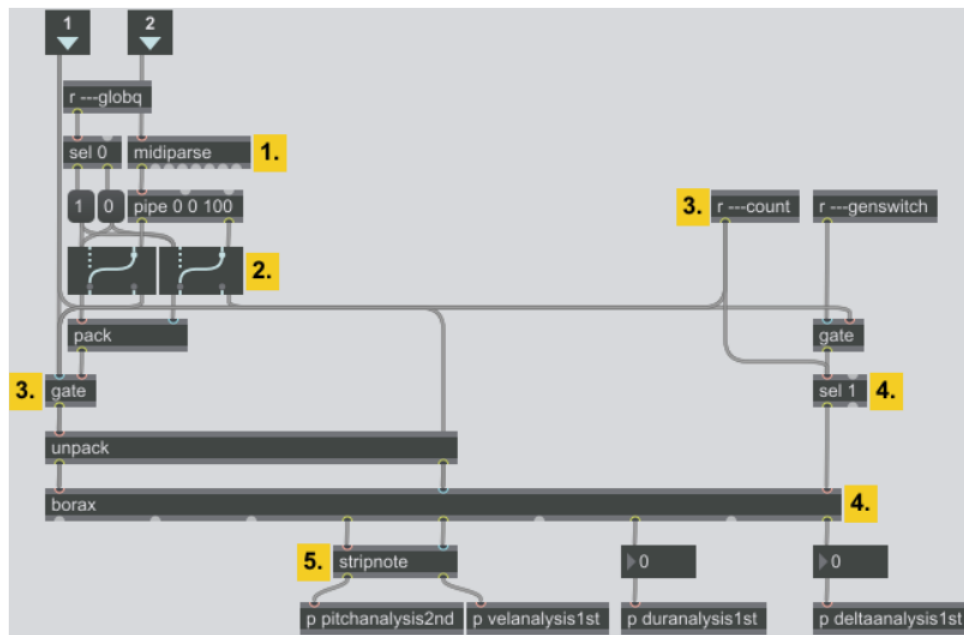 1
2
r ---globq
sel 0
midiparse
1.
1
0
pipe 0 0 100
3.
r ---count
r ---genswitch
2.
pack
gate
3.
gate
sel 1
4.
unpack
borax
4.
5.
stripnote
0
0
p pitchanalysis2nd
p velanalysis1st
p duranalysis1st
p deltaanalysis1st